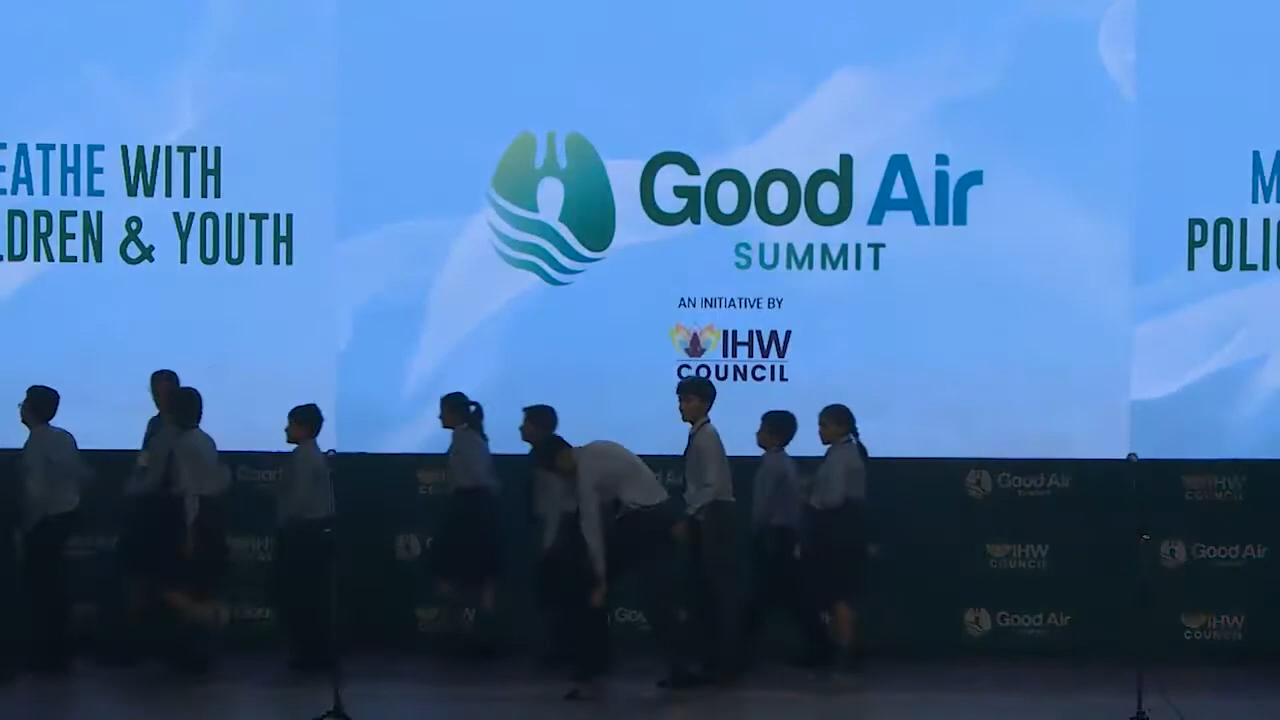 EATHE WITH
LDREN & YOUTH
Good Air
SUMMIT
AN INITIATIVE BY
IHW
COUNCIL
M
POLIC
Good Air
IHW
COUNCIL
IHW
COUNCIL
Good Air
Good Air
IHW
COUNCIL